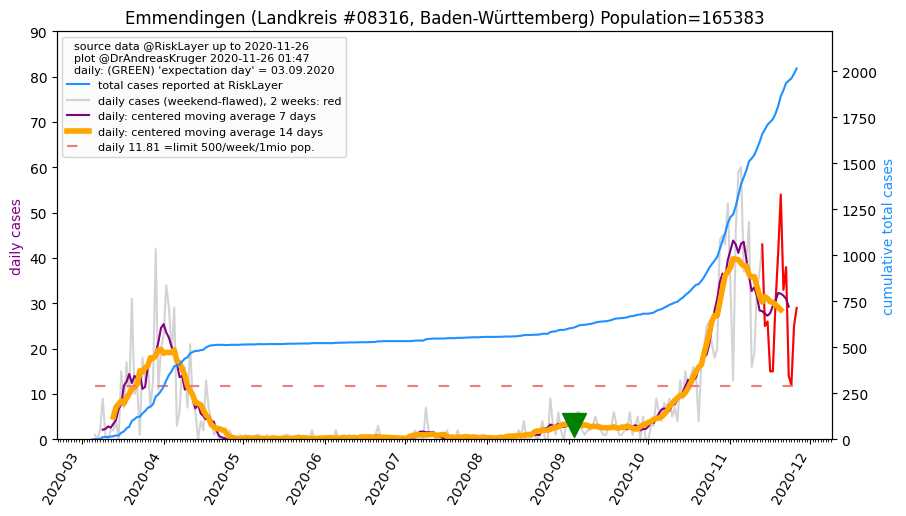 Emmendingen (Landkreis #08316, Baden-Württemberg) Population=165383
source data @RiskLayer up to 2020-11-26
plot @DrAndreasKruger 2020-11-26 01:47
daily: (GREEN) 'expectation day' = 03.09.2020
total cases reported at RiskLayer
daily cases (weekend-flawed), 2 weeks: red
daily: centered moving average 7 days
daily: centered moving average 14 days
daily 11.81 =limit 500/week/1mio pop.
daily cases
90
80
70
60
50
40
30
20
10
0
cumulative total cases
2000
1750
1500
1250
1000
750
500
250
0
2020-03
2020-04
2020-05
2020-06
2020-07
2020-08
2020-09
2020-10
2020-11
2020-12